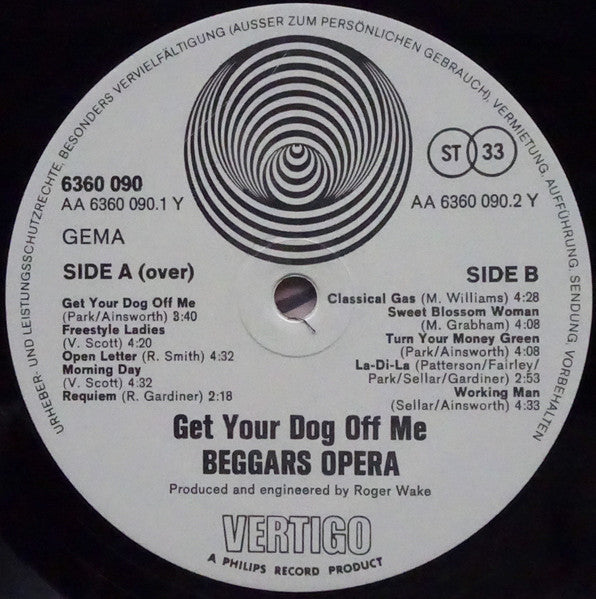 URHEBER- UND LEISTUNGSSCHUTZRECHTE, BESONDERS VERVIELFÄLTIGUNG (AUSSER ZUM PERSÖNLICHEN GEBRAUCH), VERMIETUNG, AUFFÜHRUNG, SENDUNG VORBEHALTEN
ST 33
6360 090
AA 6360 090.1 Y
AA 6360 090.2 Y
GEMA
SIDE A (over)
Get Your Dog Off Me
(Park/Ainsworth) 3:40
Freestyle Ladies
(V. Scott) 4:20
Open Letter (R. Smith) 4:32
Morning Day
(V. Scott) 4:32
Requiem (R. Gardiner) 2:18
SIDE B
Classical Gas (M. Williams) 4:28
Sweet Blossom Woman
(M. Grabham) 4:08
Turn Your Money Green
(Park/Ainsworth) 4:08
La-Di-La (Patterson/Fairley/
Park/Sellar/Gardiner) 2:53
Working Man
(Sellar/Ainsworth) 4:33
Get Your Dog Off Me
BEGGARS OPERA
Produced and engineered by Roger Wake
VERTIGO
A PHILIPS RECORD PRODUCT